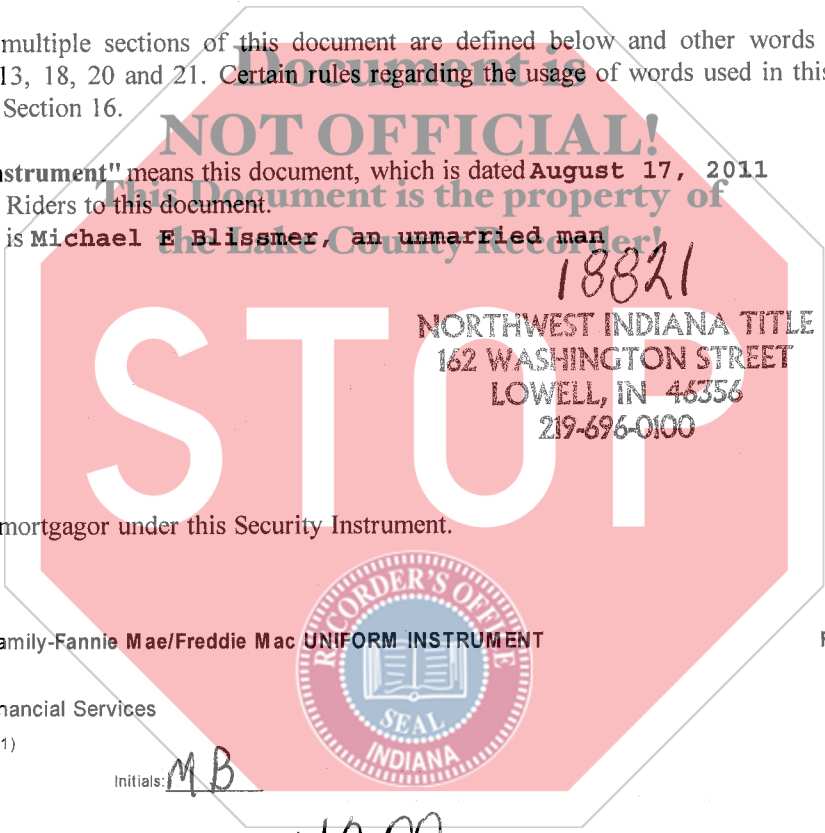 multiple sections of this document are defined below and other words
Document is
13, 18, 20 and 21. Certain rules regarding the usage of words used in this
Section 16.
NOT OFFICIAL!
strument" means this document, which is dated August 17, 2011
This Document is the property of
Riders to this document.
is Michael E Blissmer, an unmarried man
the Lake County Recorder!
18821
NORTHWEST INDIANA TITLE
162 WASHINGTON STREET
LOWELL, IN 46356
219-696-0100
STOP
mortgagor under this Security Instrument.
RECORDER'S OFFICE
amily-Fannie Mae/Freddie Mac UNIFORM INSTRUMENT
nancial Services
SEAL
1)
INDIANA
Initials: MB